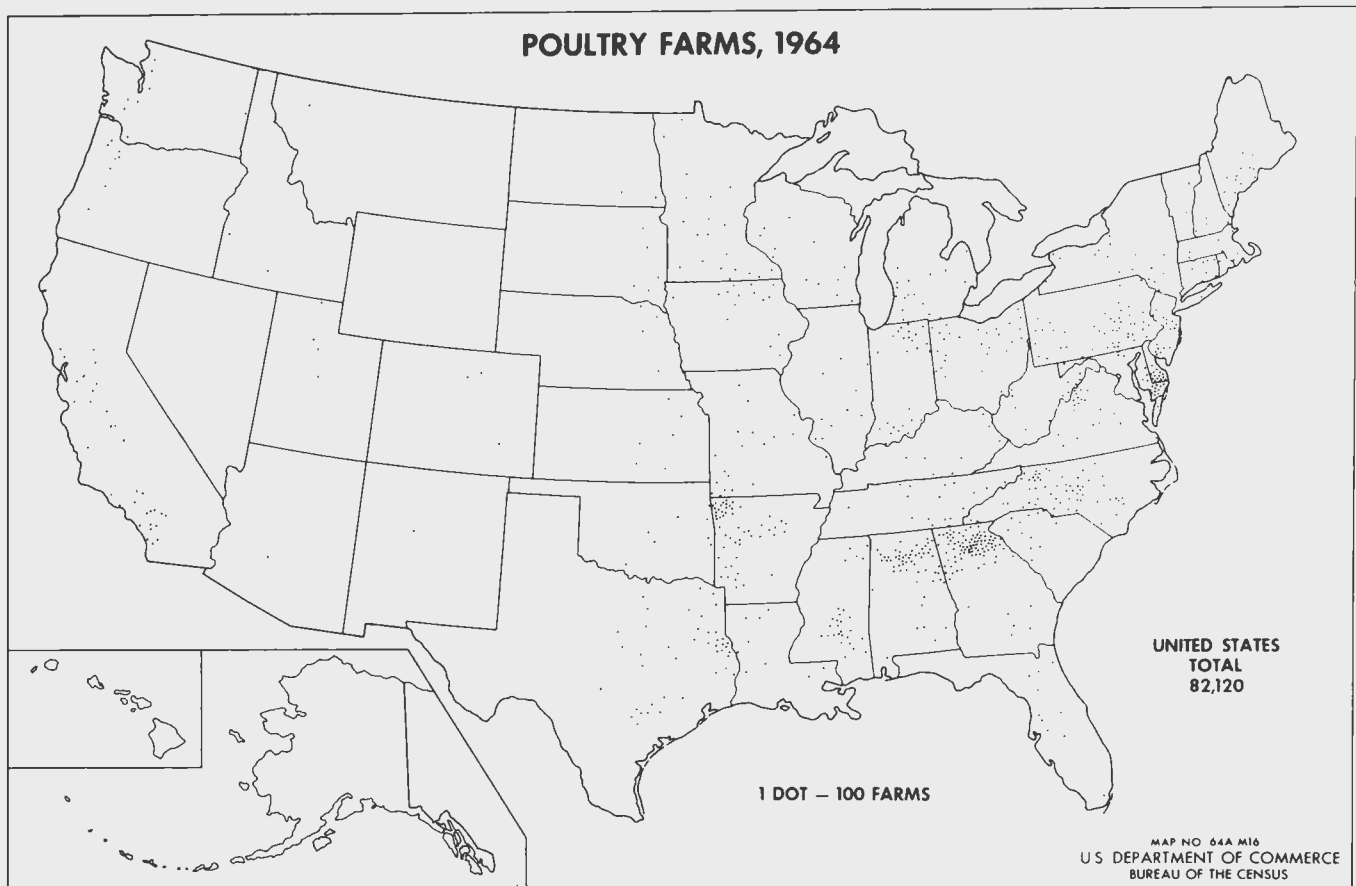 POULTRY FARMS, 1964
UNITED STATES
TOTAL
82,120
1 DOT — 100 FARMS
MAP NO 64A M16
U S DEPARTMENT OF COMMERCE
BUREAU OF THE CENSUS